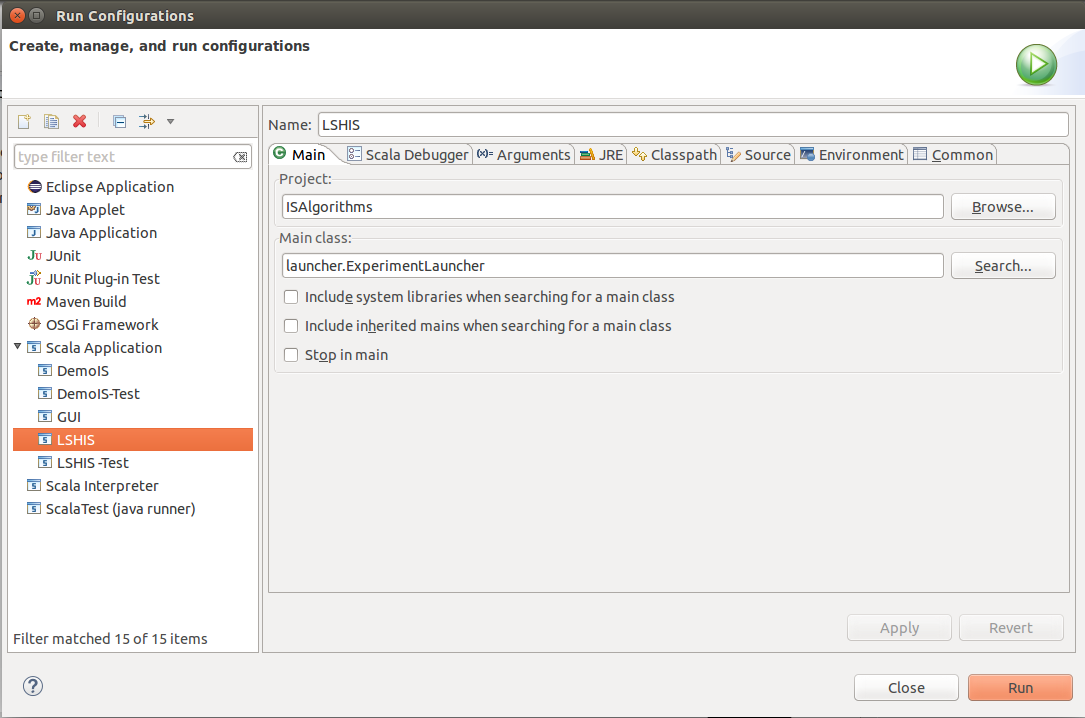 Run Configurations
Create, manage, and run configurations
type filter text
Eclipse Application
Java Applet
Java Application
JUnit
JUnit Plug-in Test
Maven Build
OSGi Framework
Scala Application
DemoIS
DemoIS-Test
GUI
LSHIS
LSHIS -Test
Scala Interpreter
ScalaTest (java runner)
Filter matched 15 of 15 items
Name: LSHIS
Main Scala Debugger Arguments JRE Classpath Source Environment Common
Project:
ISAlgorithms Browse...
Main class:
launcher.ExperimentLauncher Search...
Include system libraries when searching for a main class
Include inherited mains when searching for a main class
Stop in main
Apply Revert
Close Run